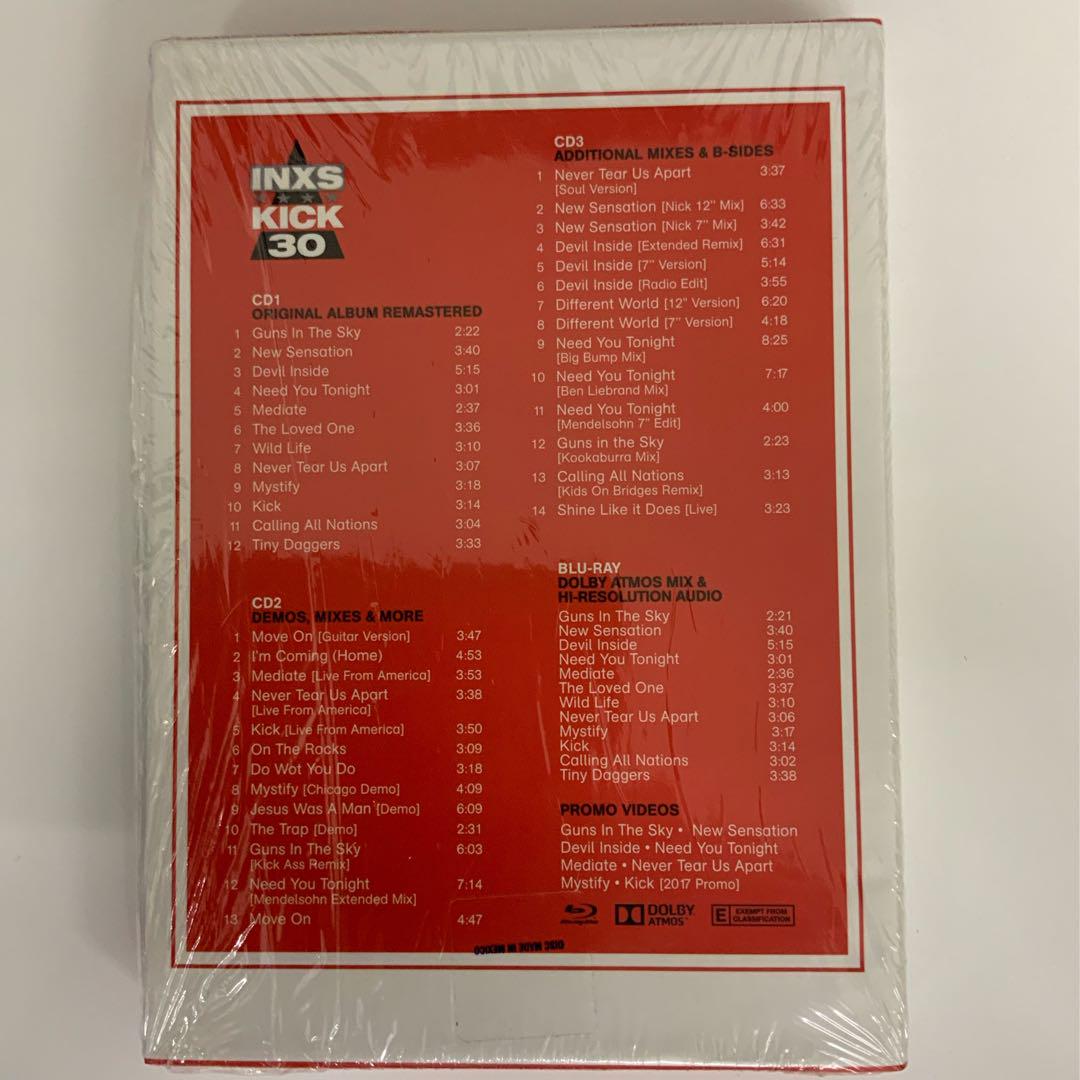 INXS
KICK
30
CD1
ORIGINAL ALBUM REMASTERED
1 Guns In The Sky 2:22
2 New Sensation 3:40
3 Devil Inside 5:15
4 Need You Tonight 3:01
5 Mediate 2:37
6 The Loved One 3:36
7 Wild Life 3:10
8 Never Tear Us Apart 3:07
9 Mystify 3:18
10 Kick 3:14
11 Calling All Nations 3:04
12 Tiny Daggers 3:33
CD2
DEMOS, MIXES & MORE
1 Move On [Guitar Version] 3:47
2 I'm Coming (Home) 4:53
3 Mediate [Live From America] 3:53
4 Never Tear Us Apart 3:38
[Live From America]
5 Kick [Live From America] 3:50
6 On The Rocks 3:09
7 Do Wot You Do 3:18
8 Mystify [Chicago Demo] 4:09
9 Jesus Was A Man [Demo] 6:09
10 The Trap [Demo] 2:31
11 Guns In The Sky 6:03
[Kick Ass Remix]
12 Need You Tonight 7:14
[Mendelsohn Extended Mix]
13 Move On 4:47
CD3
ADDITIONAL MIXES & B-SIDES
1 Never Tear Us Apart 3:37
[Soul Version]
2 New Sensation [Nick 12" Mix] 6:33
3 New Sensation [Nick 7" Mix] 3:42
4 Devil Inside [Extended Remix] 6:31
5 Devil Inside [7" Version] 5:14
6 Devil Inside [Radio Edit] 3:55
7 Different World [12" Version] 6:20
8 Different World [7" Version] 4:18
9 Need You Tonight 8:25
[Big Bump Mix]
10 Need You Tonight 7:17
[Ben Liebrand Mix]
11 Need You Tonight 4:00
[Mendelsohn 7" Edit]
12 Guns in the Sky 2:23
[Kookaburra Mix]
13 Calling All Nations 3:13
[Kids On Bridges Remix]
14 Shine Like it Does [Live] 3:23
BLU-RAY
DOLBY ATMOS MIX &
HI-RESOLUTION AUDIO
Guns In The Sky 2:21
New Sensation 3:40
Devil Inside 5:15
Need You Tonight 3:01
Mediate 2:36
The Loved One 3:37
Wild Life 3:10
Never Tear Us Apart 3:06
Mystify 3:17
Kick 3:14
Calling All Nations 3:02
Tiny Daggers 3:38
PROMO VIDEOS
Guns In The Sky • New Sensation
Devil Inside • Need You Tonight
Mediate • Never Tear Us Apart
Mystify • Kick [2017 Promo]
Blu-ray Disc
DOLBY
ATMOS™
E EXEMPT FROM
CLASSIFICATION
DISC MADE IN MEXICO